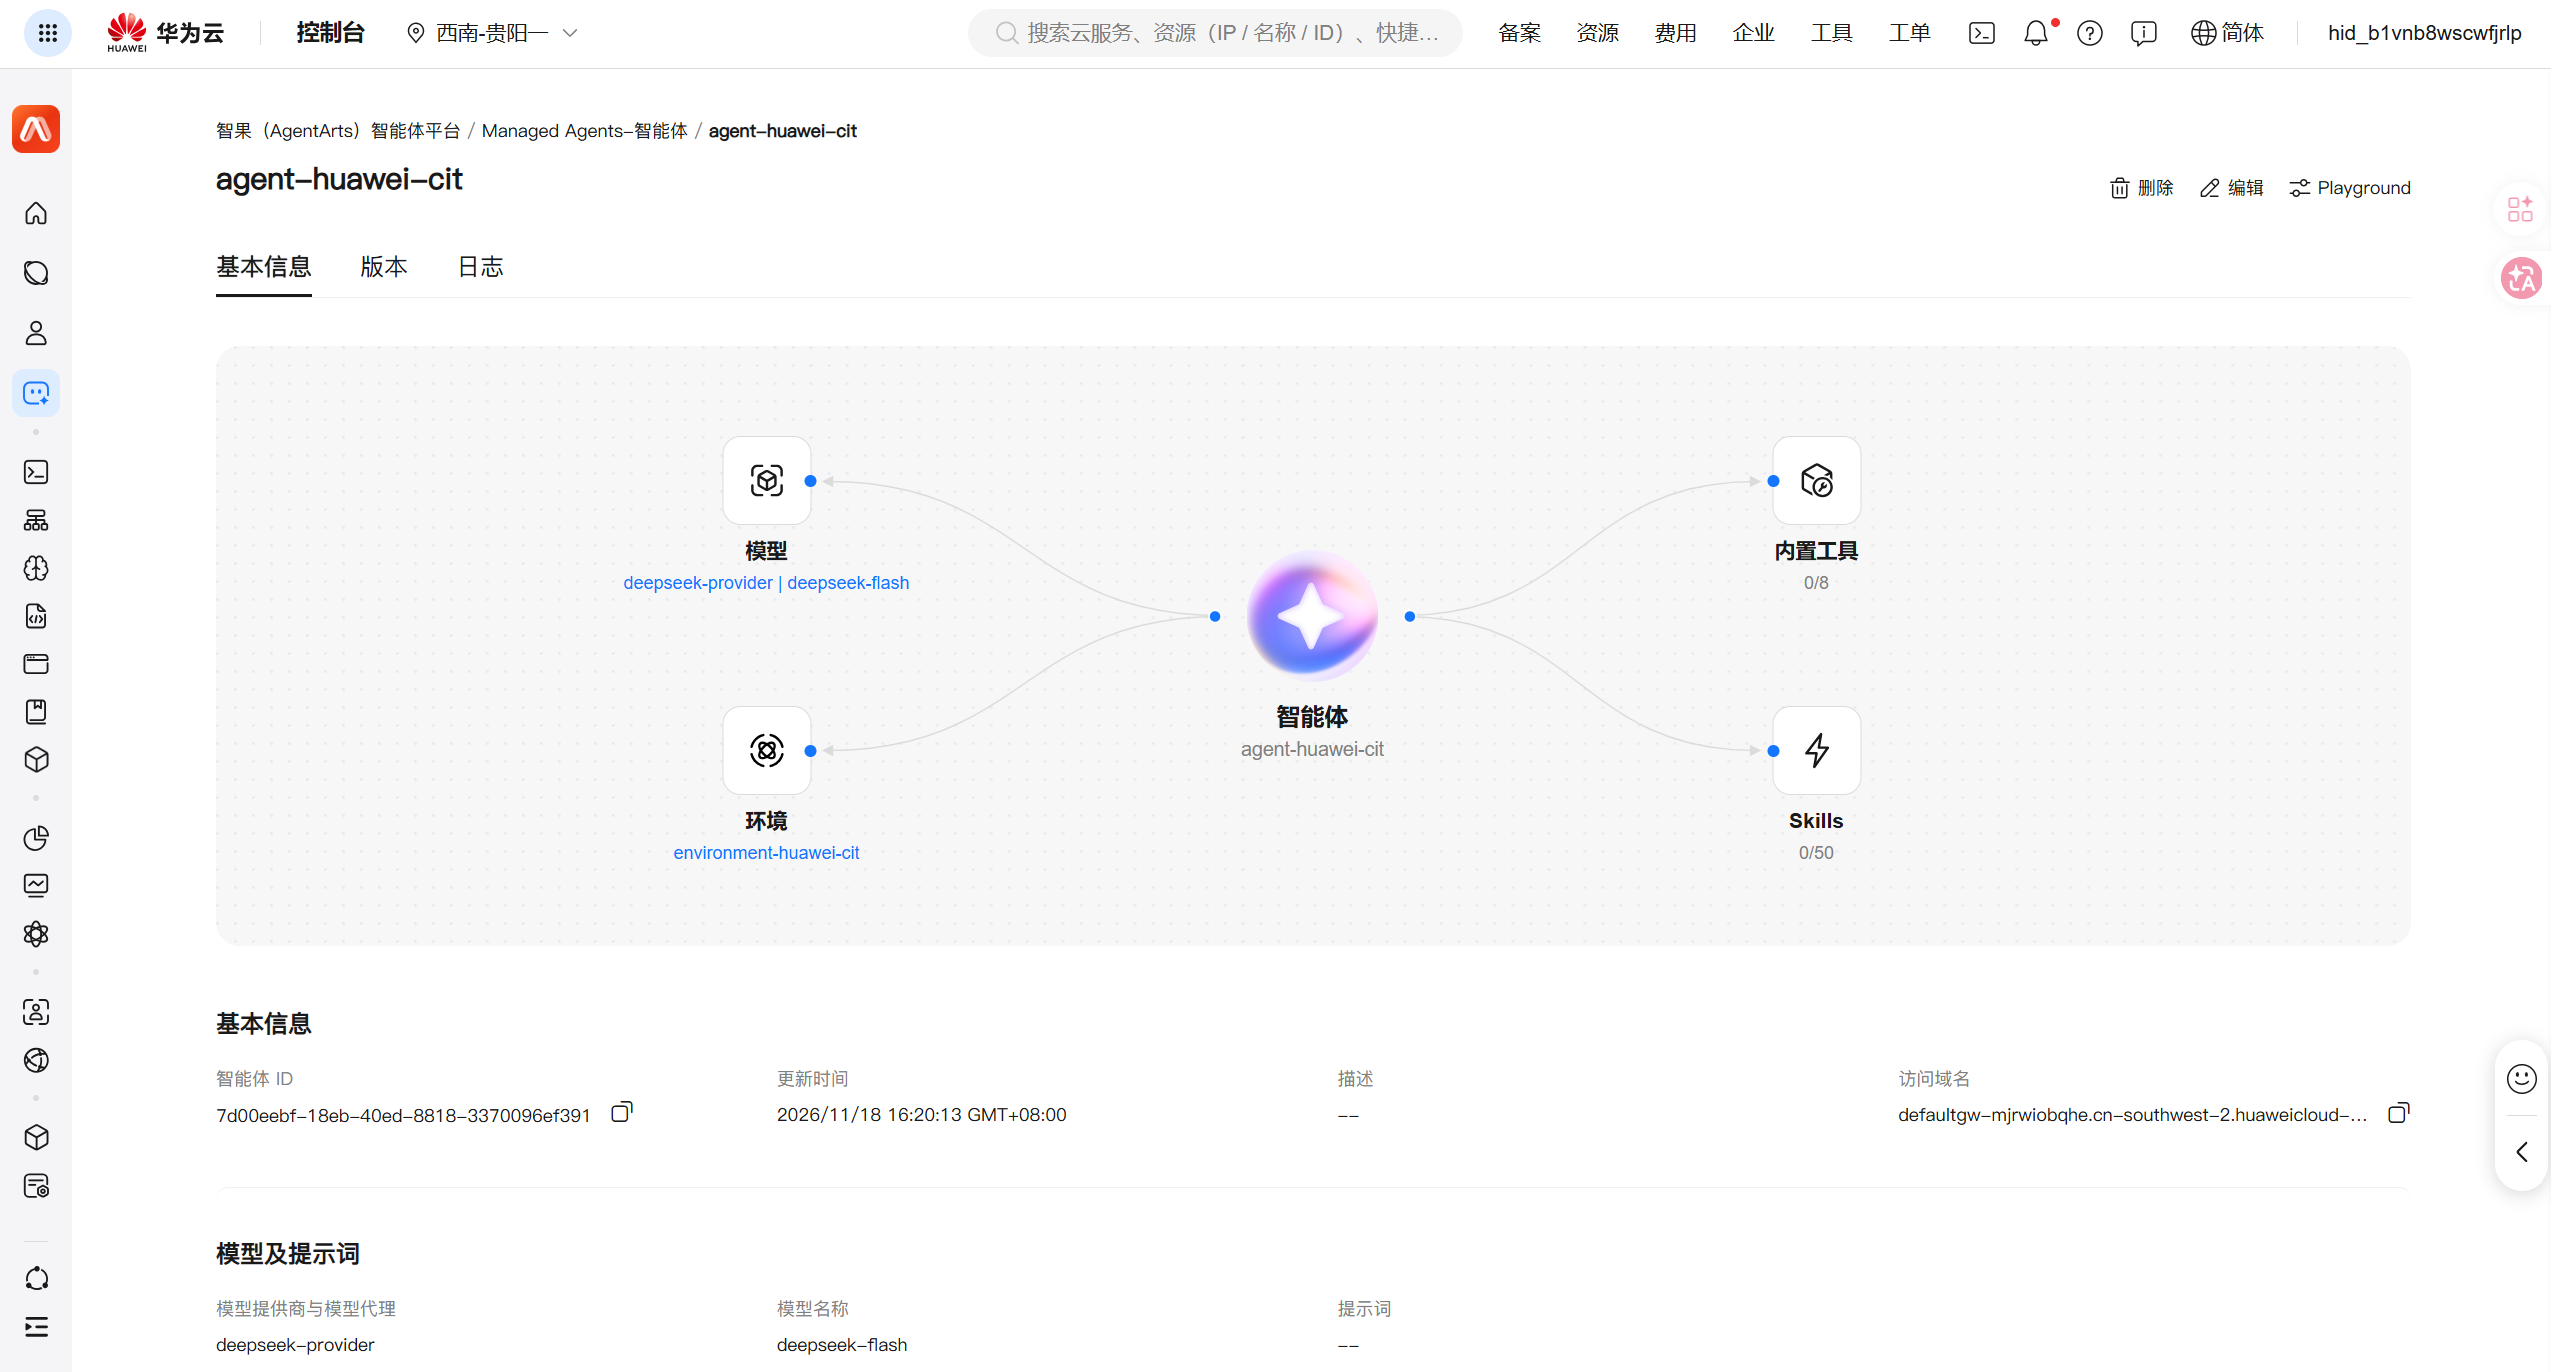 HUAWEI 华为云 控制台 西南-贵阳一 搜索云服务、资源（IP / 名称 / ID）、快捷... 备案 资源 费用 企业 工具 工单 简体 hid_b1vnb8wscwfjrlp
智果（AgentArts）智能体平台 / Managed Agents-智能体 / agent-huawei-cit
agent-huawei-cit
删除 编辑 Playground
基本信息 版本 日志
模型
deepseek-provider | deepseek-flash
内置工具
0/8
智能体
agent-huawei-cit
环境
environment-huawei-cit
Skills
0/50
基本信息
智能体 ID 更新时间 描述 访问域名
7d00eebf-18eb-40ed-8818-3370096ef391 2026/11/18 16:20:13 GMT+08:00 -- defaultgw-mjrwiobqhe.cn-southwest-2.huaweicloud-...
模型及提示词
模型提供商与模型代理 模型名称 提示词
deepseek-provider deepseek-flash --